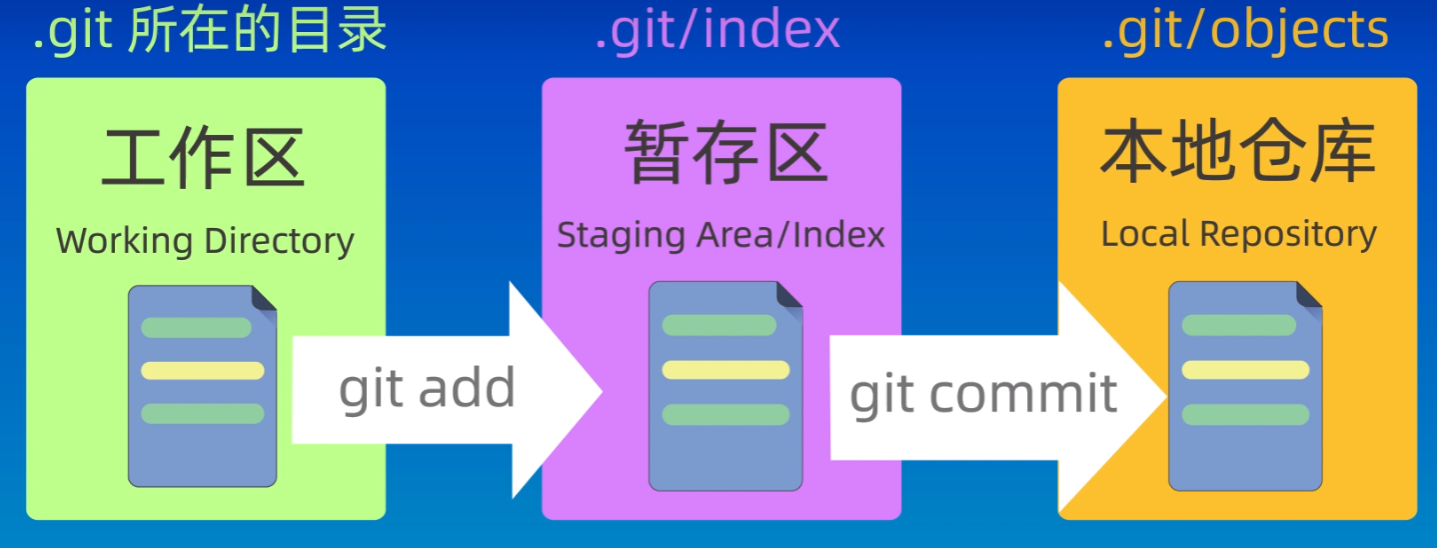 .git 所在的目录
.git/index
.git/objects
工作区
暂存区
本地仓库
Working Directory
Staging Area/Index
Local Repository
git add
git commit